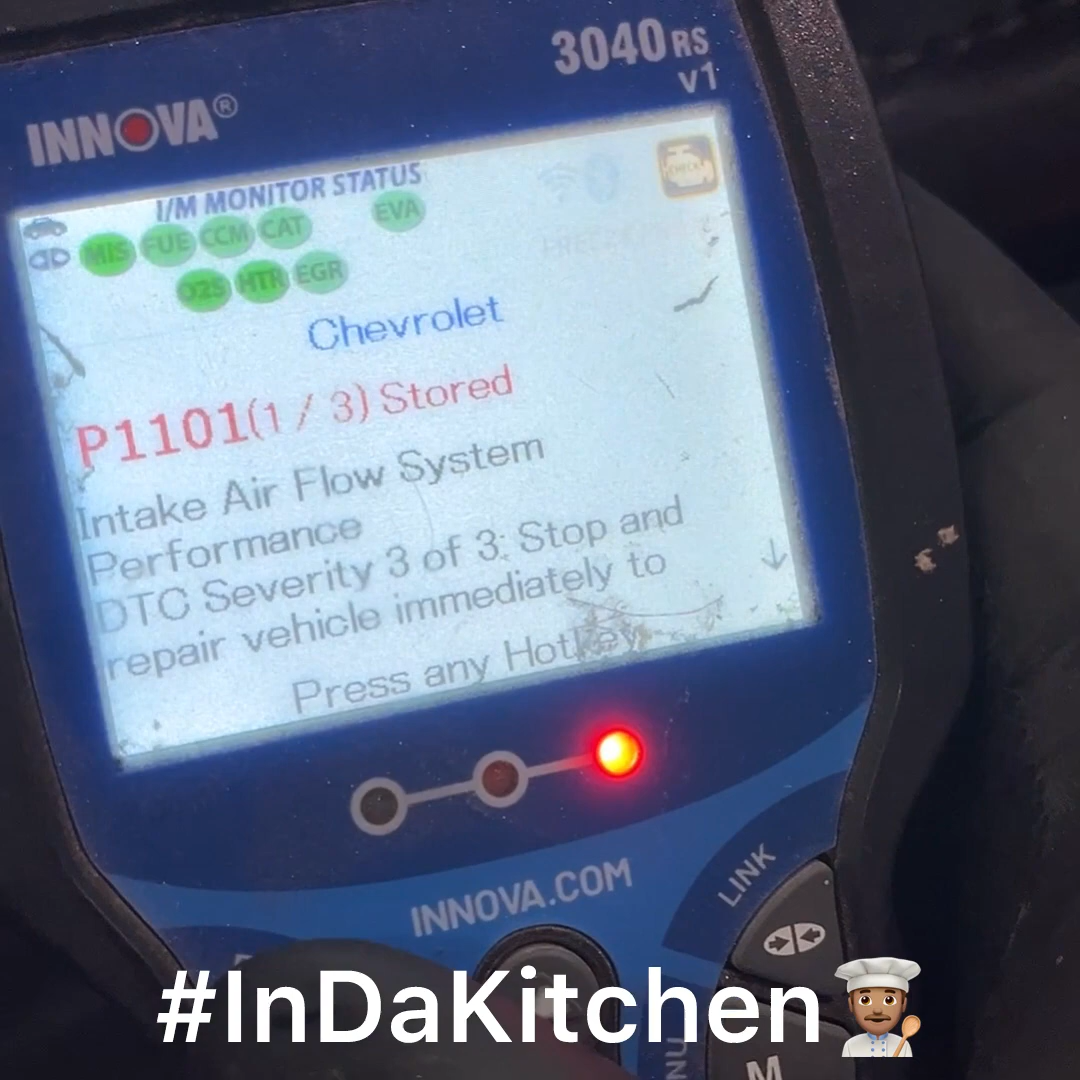 3040RS
v1
INNOVA®
I/M MONITOR STATUS
CHECK
MIS FUE CCM CAT EVA
O2S HTR EGR
Chevrolet
P1101(1 / 3) Stored
Intake Air Flow System
Performance
DTC Severity 3 of 3: Stop and
repair vehicle immediately to
Press any Hotkey
INNOVA.COM
LINK
#InDaKitchen👨🏽‍🍳
M